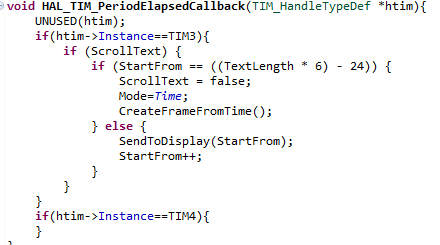 void HAL_TIM_PeriodElapsedCallback(TIM_HandleTypeDef *htim){
    UNUSED(htim);
    if(htim->Instance==TIM3){
        if (ScrollText) {
            if (StartFrom == ((TextLength * 6) - 24)) {
                ScrollText = false;
                Mode=Time;
                CreateFrameFromTime();
            } else {
                SendToDisplay(StartFrom);
                StartFrom++;
            }
        }
    }
    if(htim->Instance==TIM4){
    }
}